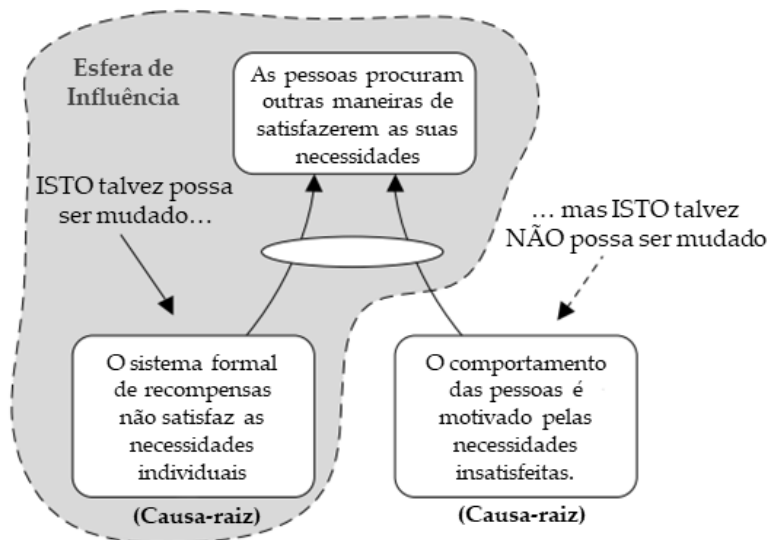 Esfera de
Influência
As pessoas procuram
outras maneiras de
satisfazerem as suas
necessidades
ISTO talvez possa
ser mudado...
... mas ISTO talvez
NÃO possa ser mudado
O sistema formal
de recompensas
não satisfaz as
necessidades
individuais
(Causa-raiz)
O comportamento
das pessoas é
motivado pelas
necessidades
insatisfeitas.
(Causa-raiz)